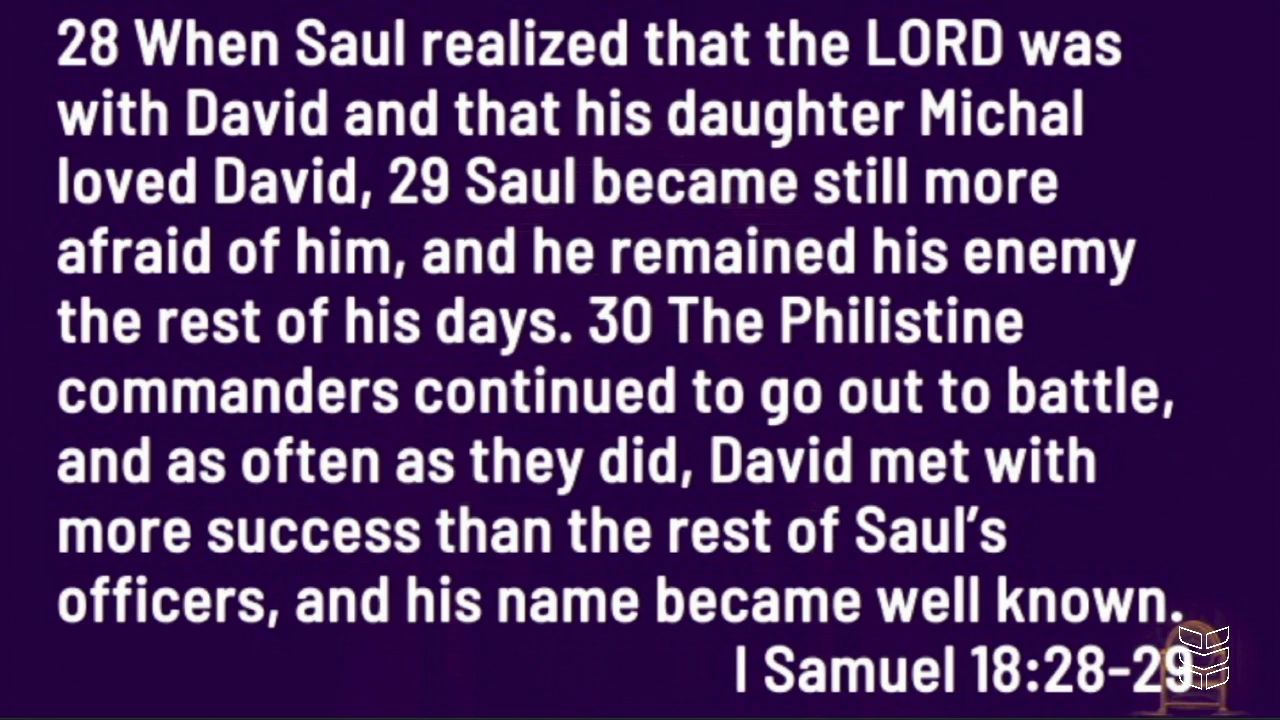 28 When Saul realized that the LORD was
with David and that his daughter Michal
loved David, 29 Saul became still more
afraid of him, and he remained his enemy
the rest of his days. 30 The Philistine
commanders continued to go out to battle,
and as often as they did, David met with
more success than the rest of Saul’s
officers, and his name became well known.
I Samuel 18:28-29